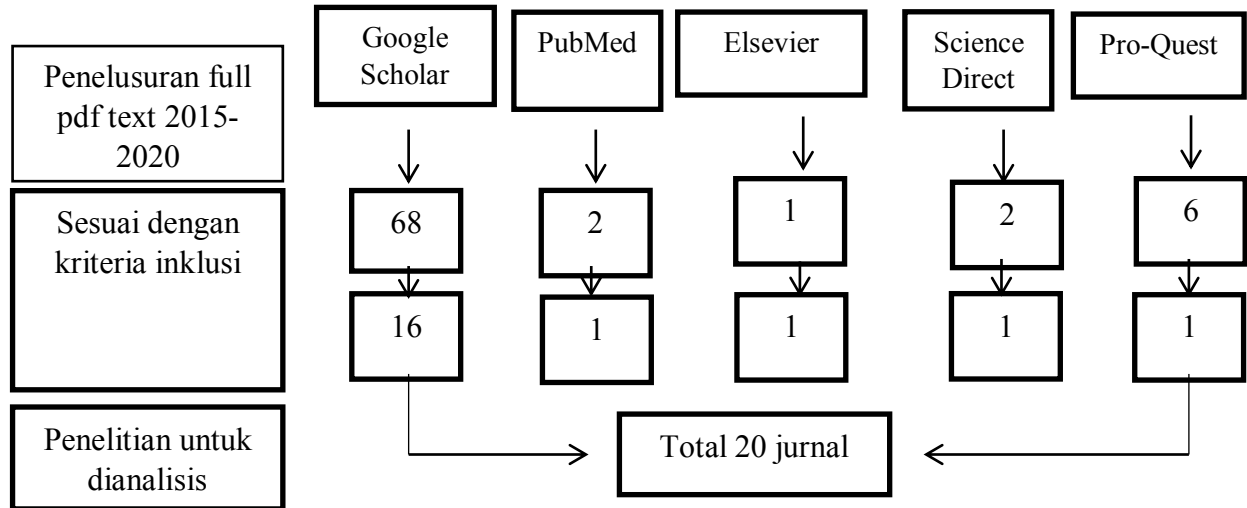 Penelusuran full
pdf text 2015-
2020
Google
Scholar
PubMed
Elsevier
Science
Direct
Pro-Quest
Sesuai dengan
kriteria inklusi
68
2
1
2
6
16
1
1
1
1
Penelitian untuk
dianalisis
Total 20 jurnal